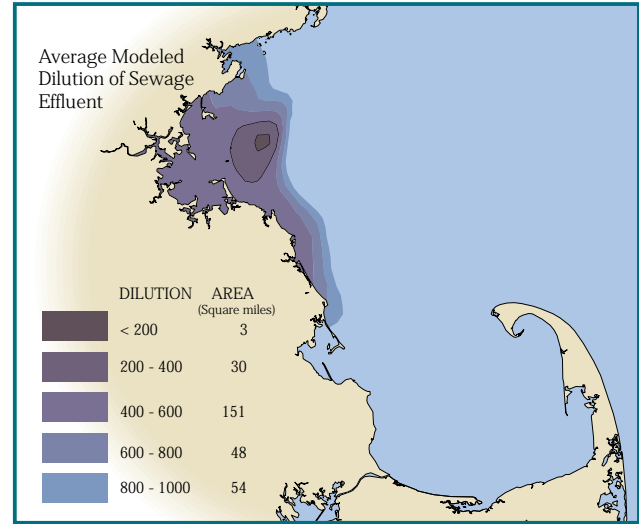 Average Modeled
Dilution of Sewage
Effluent
DILUTION AREA
(Square miles)
< 200 3
200 - 400 30
400 - 600 151
600 - 800 48
800 - 1000 54